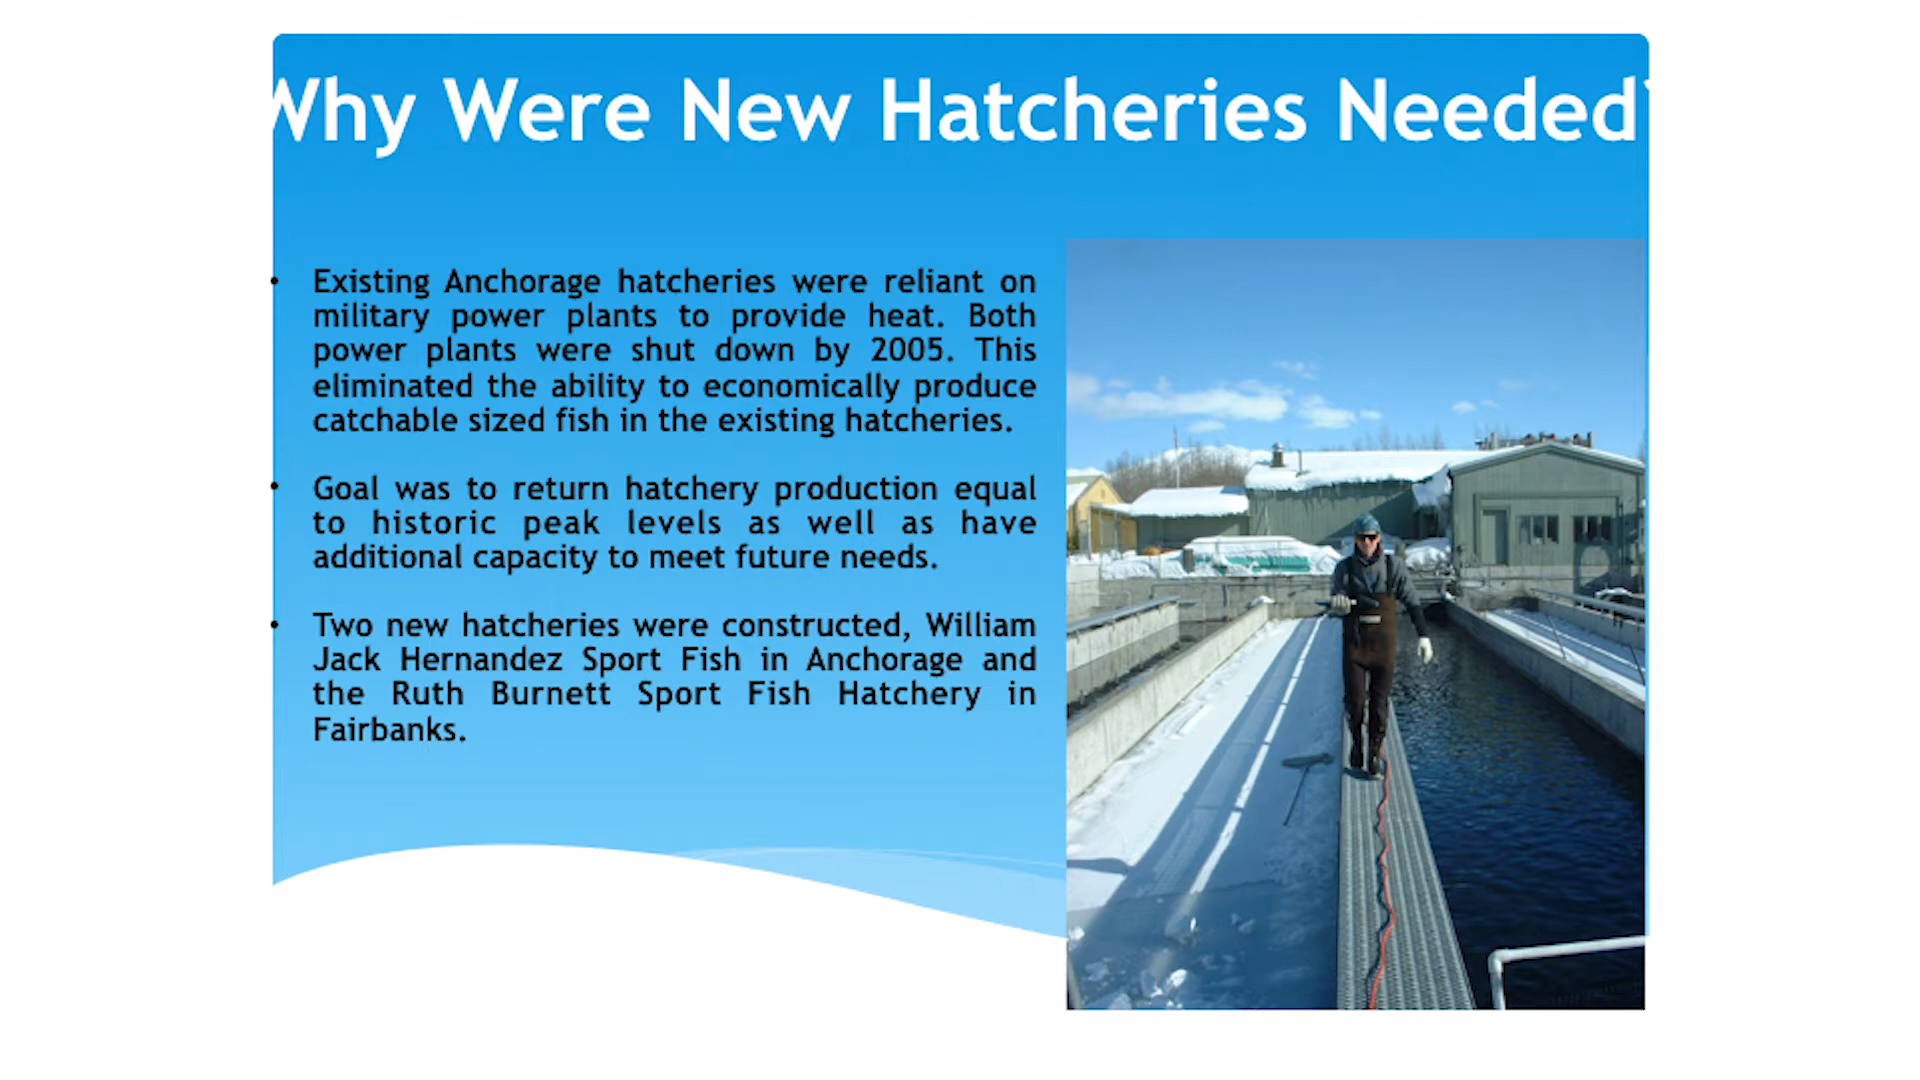 Why Were New Hatcheries Needed?
• Existing Anchorage hatcheries were reliant on
military power plants to provide heat. Both
power plants were shut down by 2005. This
eliminated the ability to economically produce
catchable sized fish in the existing hatcheries.
• Goal was to return hatchery production equal
to historic peak levels as well as have
additional capacity to meet future needs.
• Two new hatcheries were constructed, William
Jack Hernandez Sport Fish in Anchorage and
the Ruth Burnett Sport Fish Hatchery in
Fairbanks.